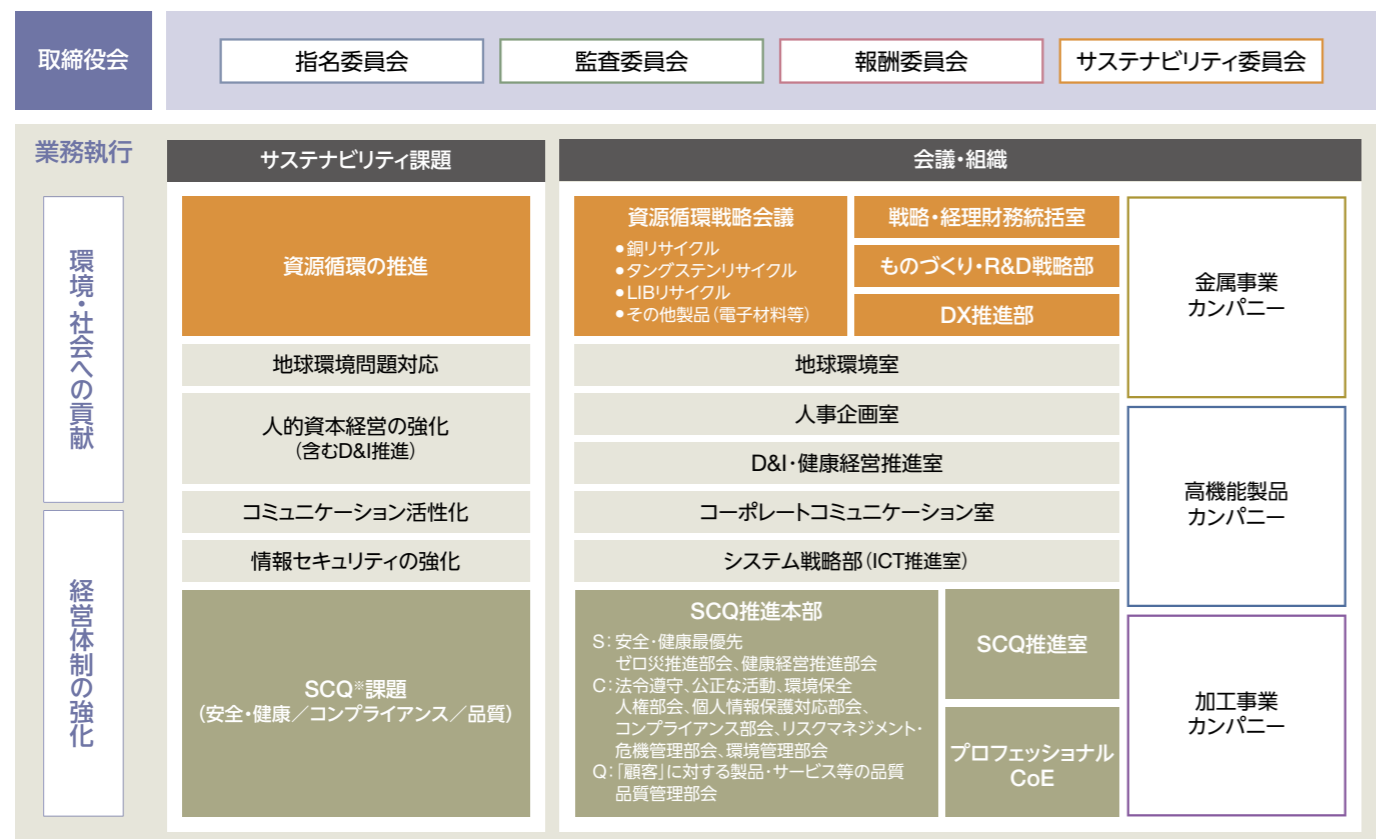 取締役会
指名委員会
監査委員会
報酬委員会
サステナビリティ委員会
業務執行
サステナビリティ課題
会議・組織
環境・社会への貢献
経営体制の強化
資源循環の推進
地球環境問題対応
人的資本経営の強化
(含むD&I推進)
コミュニケーション活性化
情報セキュリティの強化
SCQ※課題
(安全・健康／コンプライアンス／品質)
資源循環戦略会議
●銅リサイクル
●タングステンリサイクル
●LIBリサイクル
●その他製品(電子材料等)
戦略・経理財務統括室
ものづくり・R&D戦略部
DX推進部
地球環境室
人事企画室
D&I・健康経営推進室
コーポレートコミュニケーション室
システム戦略部(ICT推進室)
SCQ推進本部
S：安全・健康最優先
ゼロ災推進部会、健康経営推進部会
C：法令遵守、公正な活動、環境保全
人権部会、個人情報保護対応部会、
コンプライアンス部会、リスクマネジメント・
危機管理部会、環境管理部会
Q：「顧客」に対する製品・サービス等の品質
品質管理部会
SCQ推進室
プロフェッショナル
CoE
金属事業
カンパニー
高機能製品
カンパニー
加工事業
カンパニー